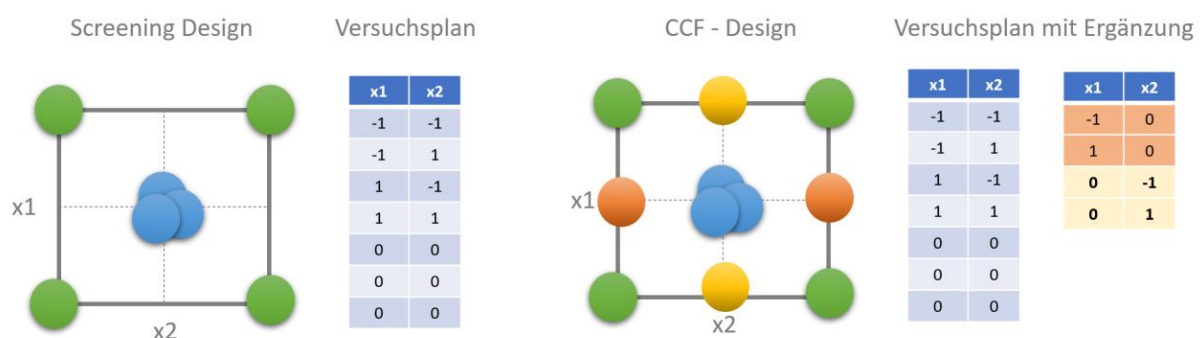 Screening Design
Versuchsplan
x1 x2
-1 -1
-1 1
1 -1
1 1
0 0
0 0
0 0
x1
x2
CCF - Design
Versuchsplan mit Ergänzung
x1 x2
-1 -1
-1 1
1 -1
1 1
0 0
0 0
0 0
x1 x2
-1 0
1 0
0 -1
0 1
x1
x2